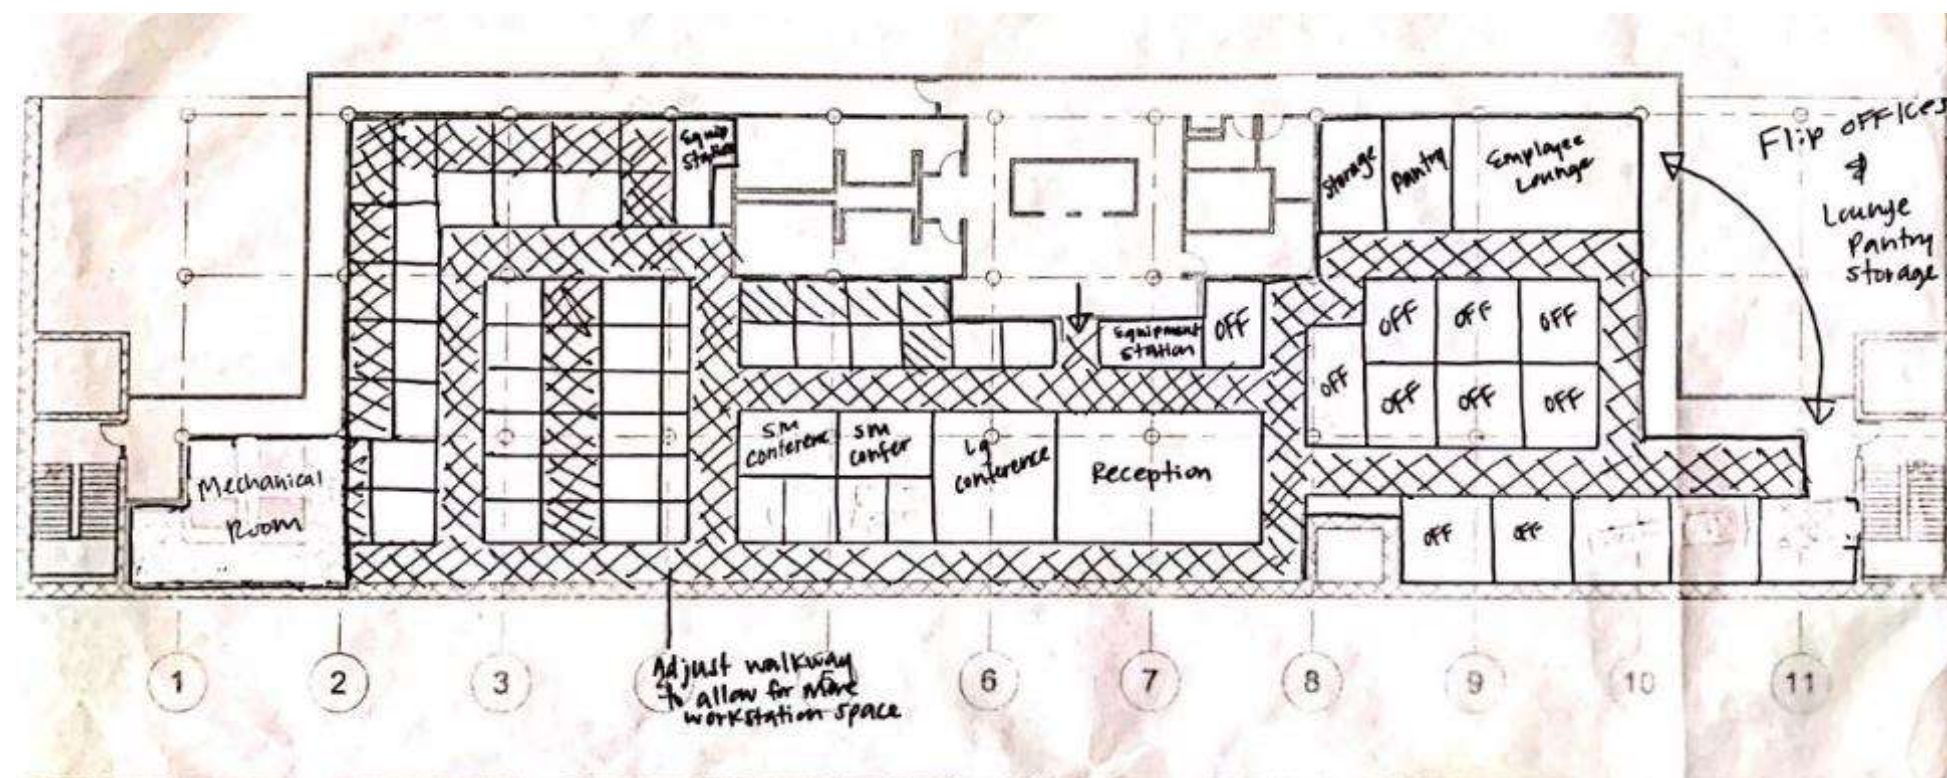 Flip OFFICES
&
Lounge
Pantry
Storage
Equip
Station
Storage
Pantry
Employee
Lounge
Equipment
Station
OFF
OFF
OFF
OFF
OFF
OFF
OFF
OFF
SM
conference
SM
confer
Lg
conference
Reception
Mechanical
Room
OFF
OFF
1
2
3
6
7
8
9
10
11
Adjust walkway
to allow for more
workstation space